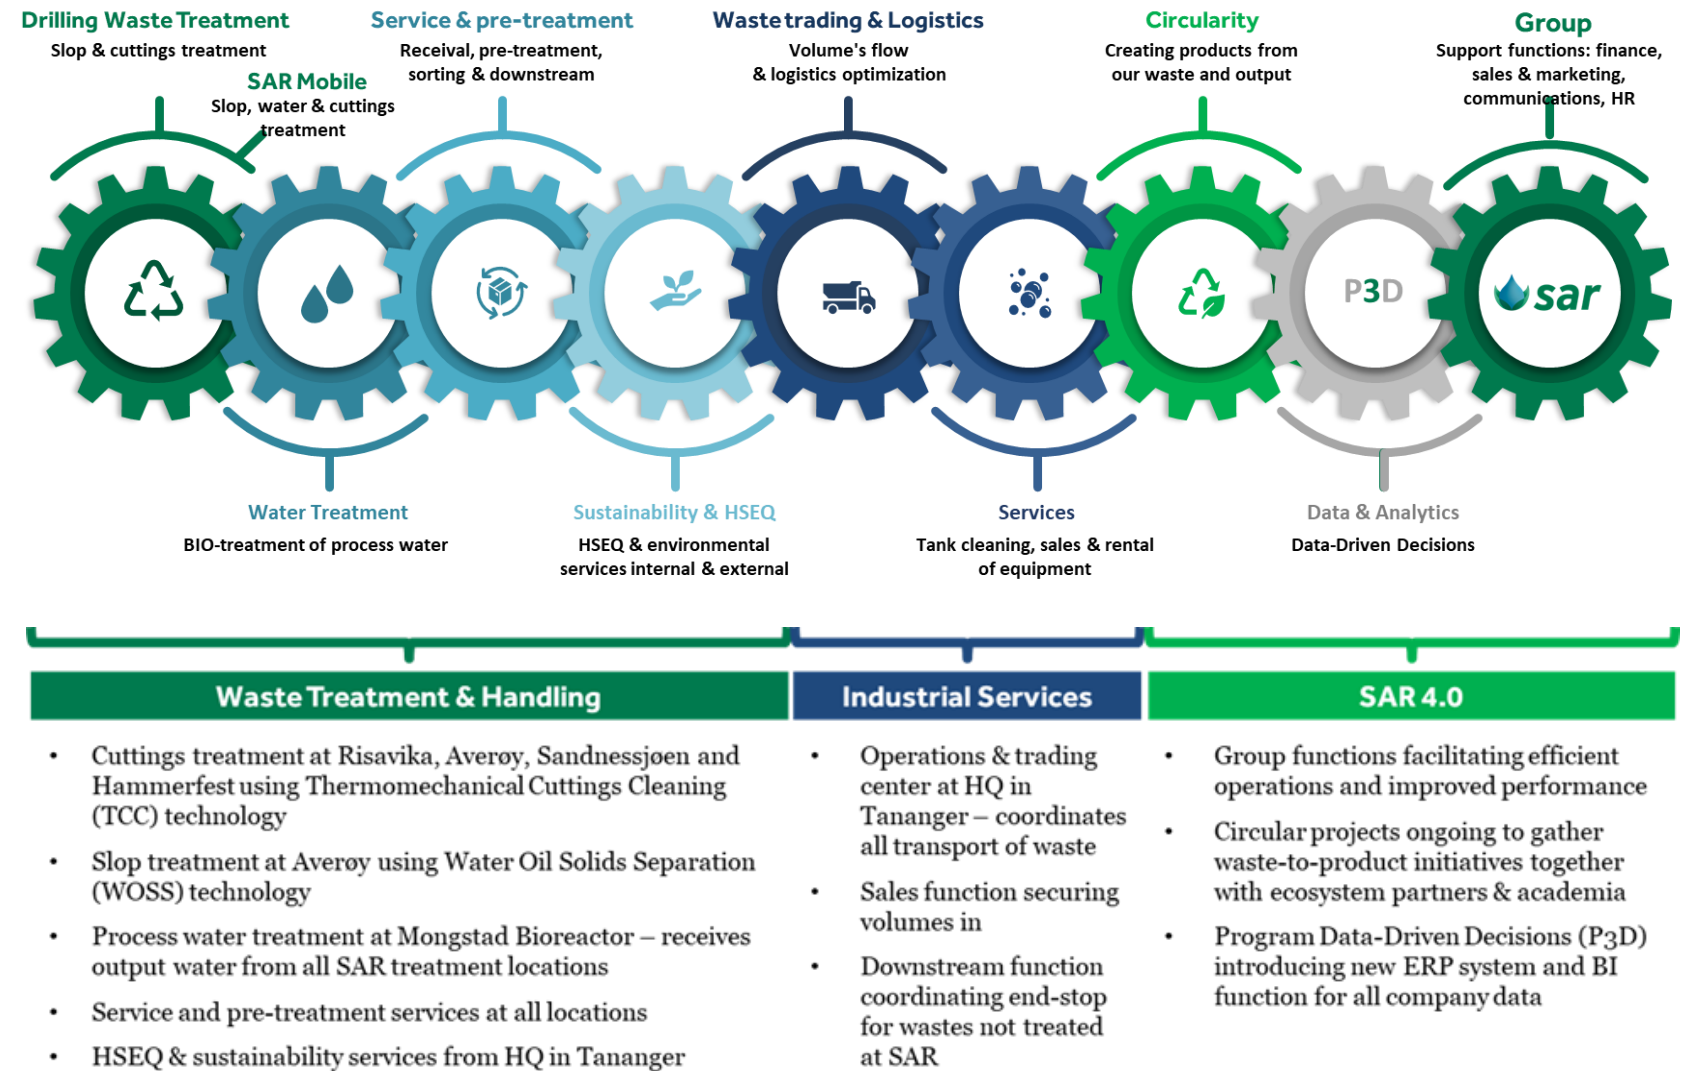 Drilling Waste Treatment
Slop & cuttings treatment
SAR Mobile
Slop, water & cuttings
treatment
Service & pre-treatment
Receival, pre-treatment,
sorting & downstream
Waste trading & Logistics
Volume's flow
& logistics optimization
Circularity
Creating products from
our waste and output
Group
Support functions: finance,
sales & marketing,
communications, HR
P3D
sar
Water Treatment
BIO-treatment of process water
Sustainability & HSEQ
HSEQ & environmental
services internal & external
Services
Tank cleaning, sales & rental
of equipment
Data & Analytics
Data-Driven Decisions
Waste Treatment & Handling
• Cuttings treatment at Risavika, Averøy, Sandnessjøen and
Hammerfest using Thermomechanical Cuttings Cleaning
(TCC) technology
• Slop treatment at Averøy using Water Oil Solids Separation
(WOSS) technology
• Process water treatment at Mongstad Bioreactor – receives
output water from all SAR treatment locations
• Service and pre-treatment services at all locations
• HSEQ & sustainability services from HQ in Tananger
Industrial Services
• Operations & trading
center at HQ in
Tananger – coordinates
all transport of waste
• Sales function securing
volumes in
• Downstream function
coordinating end-stop
for wastes not treated
at SAR
SAR 4.0
• Group functions facilitating efficient
operations and improved performance
• Circular projects ongoing to gather
waste-to-product initiatives together
with ecosystem partners & academia
• Program Data-Driven Decisions (P3D)
introducing new ERP system and BI
function for all company data